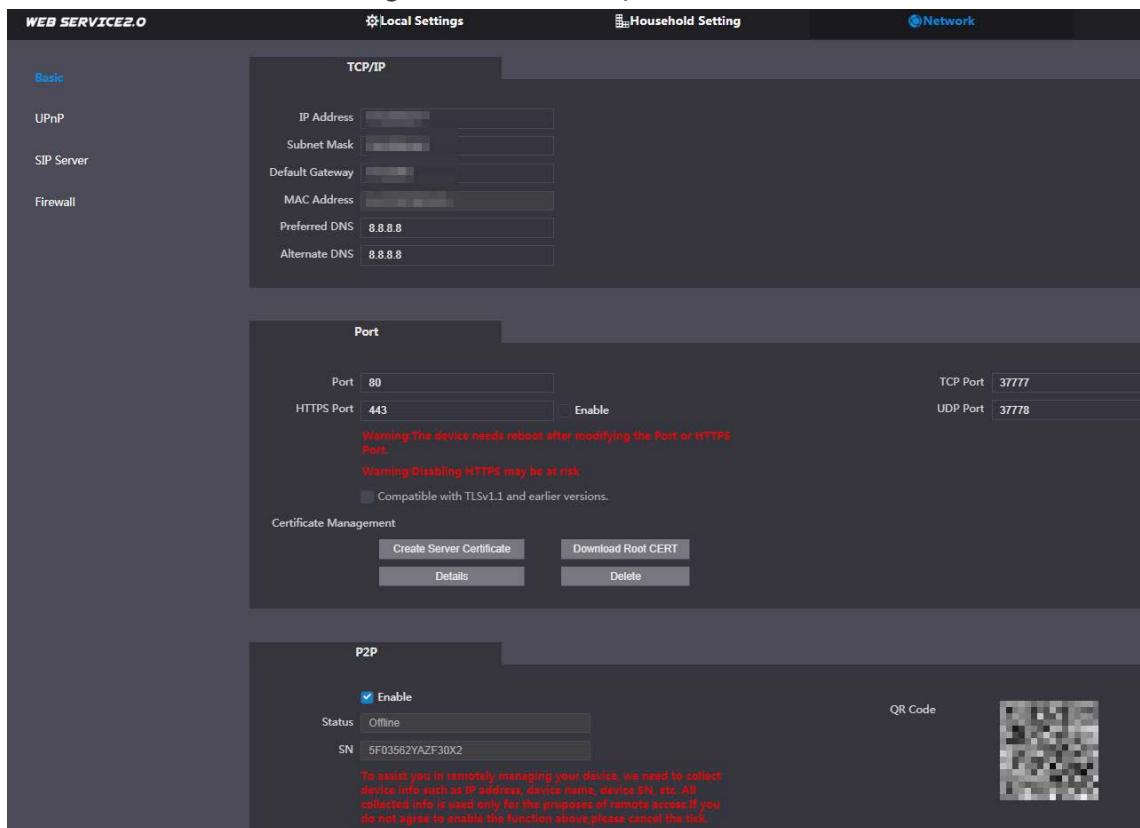 WEB SERVICE2.0
Local Settings
Household Setting
Network
Basic
UPnP
SIP Server
Firewall
TCP/IP
IP Address
Subnet Mask
Default Gateway
MAC Address
Preferred DNS 8.8.8.8
Alternate DNS 8.8.8.8
Port
Port 80
TCP Port 37777
HTTPS Port 443 Enable
UDP Port 37778
Warning:The device needs reboot after modifying the Port or HTTPS
Port.
Warning:Disabling HTTPS may be at risk
Compatible with TLSv1.1 and earlier versions.
Certificate Management
Create Server Certificate
Download Root CERT
Details
Delete
P2P
Enable
Status Offline
SN 5F03562YAZF30X2
QR Code
To assist you in remotely managing your device, we need to collect
device info such as IP address, device name, device SN, etc. All
collected info is used only for the pruposes of remote access.If you
do not agree to enable the function above,please cancel the tick.